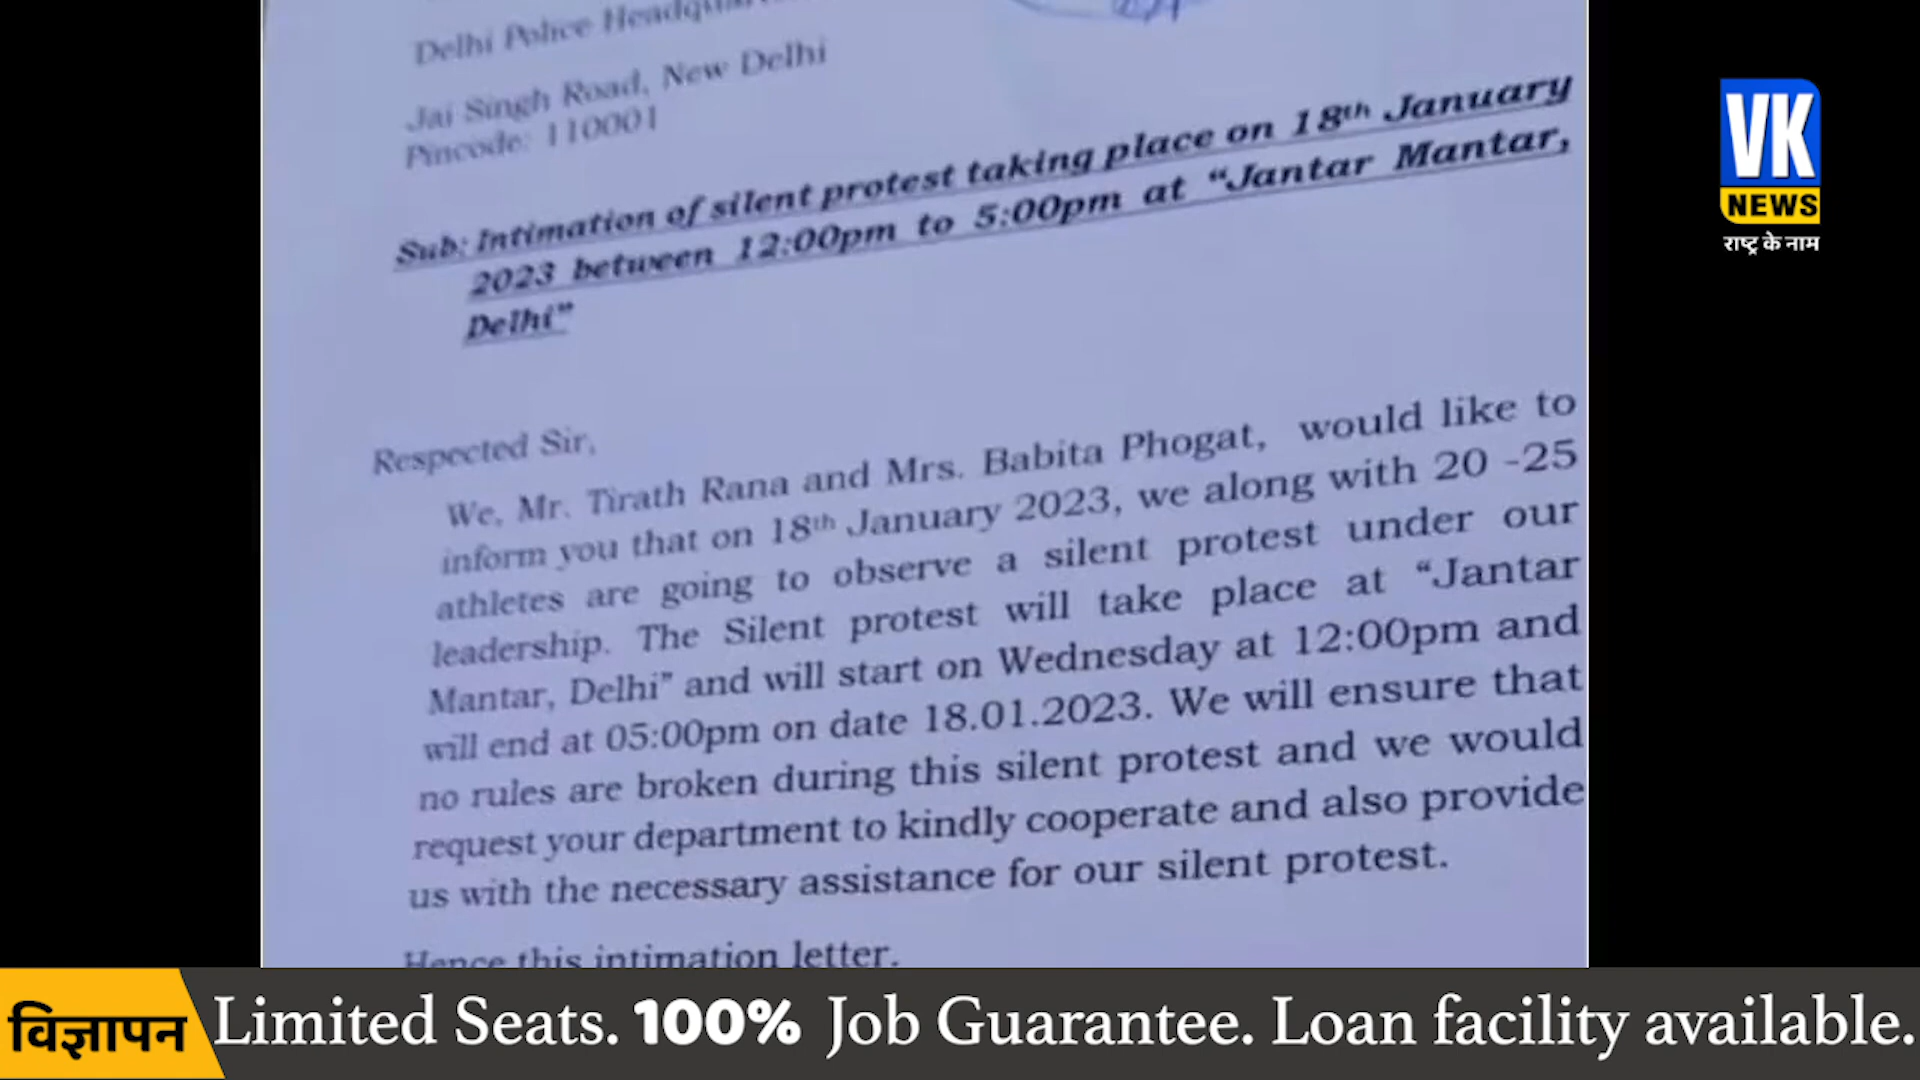 Delhi Police
Jai Singh Road, New Delhi
Pincode: 110001
Sub: Intimation of silent protest taking place on 18th January
2023 between 12:00pm to 5:00pm at “Jantar Mantar,
Delhi”
Respected Sir,
We, Mr. Tirath Rana and Mrs. Babita Phogat, would like to
inform you that on 18th January 2023, we along with 20 -25
athletes are going to observe a silent protest under our
leadership. The Silent protest will take place at “Jantar
Mantar, Delhi” and will start on Wednesday at 12:00pm and
will end at 05:00pm on date 18.01.2023. We will ensure that
no rules are broken during this silent protest and we would
request your department to kindly cooperate and also provide
us with the necessary assistance for our silent protest.
Hence this intimation letter.
VK
NEWS
राष्ट्र के नाम
विज्ञापन Limited Seats. 100% Job Guarantee. Loan facility available.